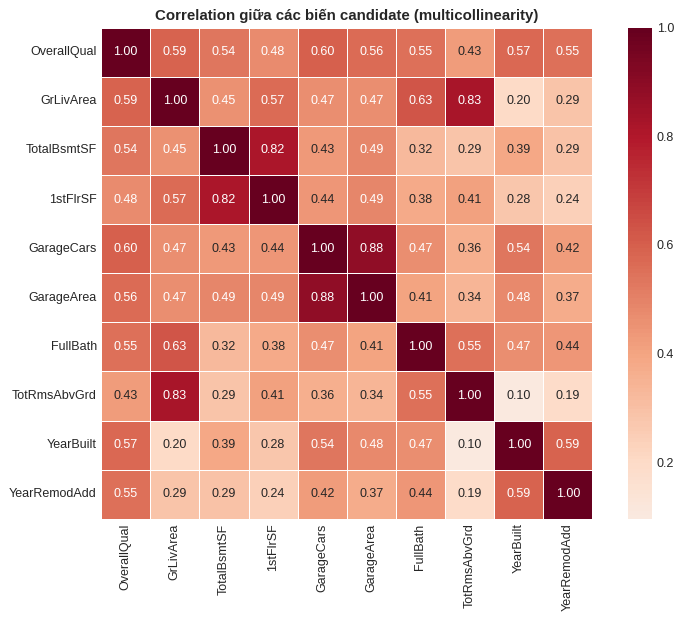 Correlation giữa các biến candidate (multicollinearity)
OverallQual 1.00 0.59 0.54 0.48 0.60 0.56 0.55 0.43 0.57 0.55
GrLivArea 0.59 1.00 0.45 0.57 0.47 0.47 0.63 0.83 0.20 0.29
TotalBsmtSF 0.54 0.45 1.00 0.82 0.43 0.49 0.32 0.29 0.39 0.29
1stFlrSF 0.48 0.57 0.82 1.00 0.44 0.49 0.38 0.41 0.28 0.24
GarageCars 0.60 0.47 0.43 0.44 1.00 0.88 0.47 0.36 0.54 0.42
GarageArea 0.56 0.47 0.49 0.49 0.88 1.00 0.41 0.34 0.48 0.37
FullBath 0.55 0.63 0.32 0.38 0.47 0.41 1.00 0.55 0.47 0.44
TotRmsAbvGrd 0.43 0.83 0.29 0.41 0.36 0.34 0.55 1.00 0.10 0.19
YearBuilt 0.57 0.20 0.39 0.28 0.54 0.48 0.47 0.10 1.00 0.59
YearRemodAdd 0.55 0.29 0.29 0.24 0.42 0.37 0.44 0.19 0.59 1.00
OverallQual
GrLivArea
TotalBsmtSF
1stFlrSF
GarageCars
GarageArea
FullBath
TotRmsAbvGrd
YearBuilt
YearRemodAdd
1.0
0.8
0.6
0.4
0.2